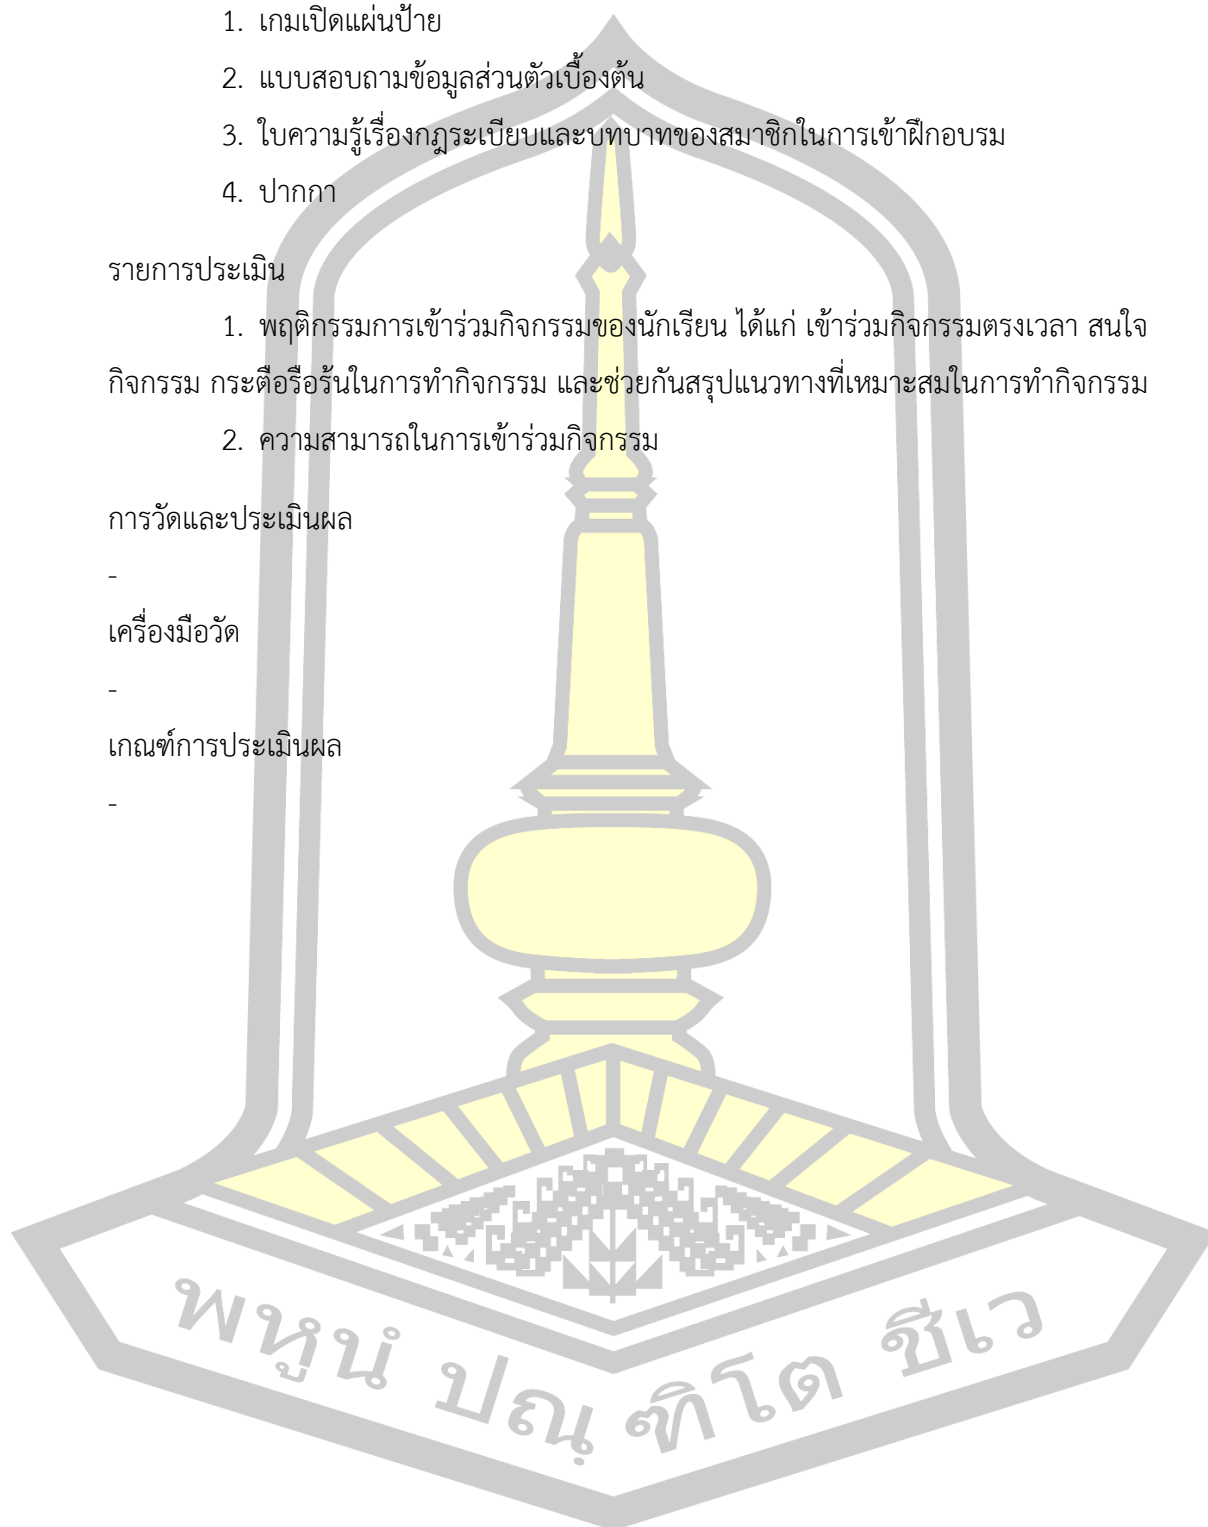 1. เกมเปิดแผ่นป้าย
2. แบบสอบถามข้อมูลส่วนตัวเบื้องต้น
3. ใบความรู้เรื่องกฎระเบียบและบทบาทของสมาชิกในการเข้าฝึกอบรม
4. ปากกา
รายการประเมิน
1. พฤติกรรมการเข้าร่วมกิจกรรมของนักเรียน ได้แก่ เข้าร่วมกิจกรรมตรงเวลา สนใจ
กิจกรรม กระตือรือร้นในการทำกิจกรรม และช่วยกันสรุปแนวทางที่เหมาะสมในการทำกิจกรรม
2. ความสามารถในการเข้าร่วมกิจกรรม
การวัดและประเมินผล
-
เครื่องมือวัด
-
เกณฑ์การประเมินผล
-
พหูนํ ปณฺ ฑิโต ชีเว